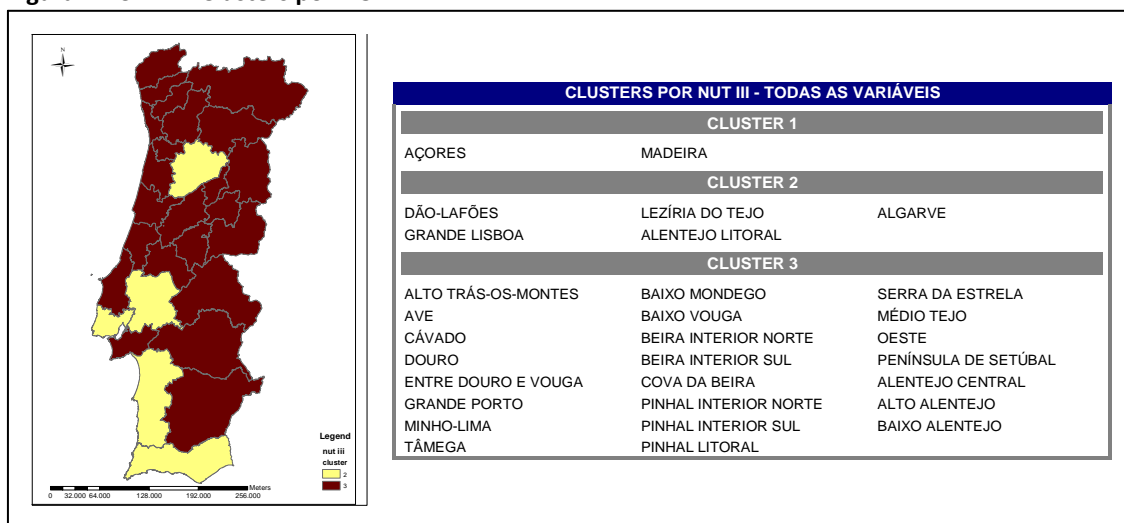 N
Legend
nut iii
cluster
2
3
Meters
0 32.000 64.000 128.000 192.000 256.000
CLUSTERS POR NUT III - TODAS AS VARIÁVEIS
CLUSTER 1
AÇORES MADEIRA
CLUSTER 2
DÃO-LAFÕES LEZÍRIA DO TEJO ALGARVE
GRANDE LISBOA ALENTEJO LITORAL
CLUSTER 3
ALTO TRÁS-OS-MONTES BAIXO MONDEGO SERRA DA ESTRELA
AVE BAIXO VOUGA MÉDIO TEJO
CÁVADO BEIRA INTERIOR NORTE OESTE
DOURO BEIRA INTERIOR SUL PENÍNSULA DE SETÚBAL
ENTRE DOURO E VOUGA COVA DA BEIRA ALENTEJO CENTRAL
GRANDE PORTO PINHAL INTERIOR NORTE ALTO ALENTEJO
MINHO-LIMA PINHAL INTERIOR SUL BAIXO ALENTEJO
TÂMEGA PINHAL LITORAL